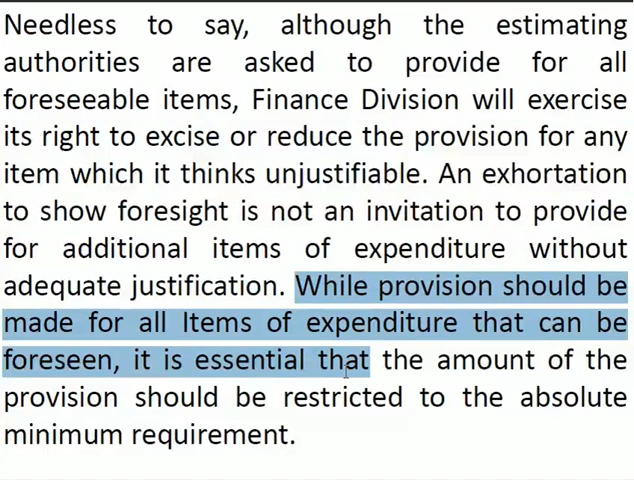 Needless to say, although the estimating
authorities are asked to provide for all
foreseeable items, Finance Division will exercise
its right to excise or reduce the provision for any
item which it thinks unjustifiable. An exhortation
to show foresight is not an invitation to provide
for additional items of expenditure without
adequate justification. While provision should be
made for all Items of expenditure that can be
foreseen, it is essential that the amount of the
provision should be restricted to the absolute
minimum requirement.